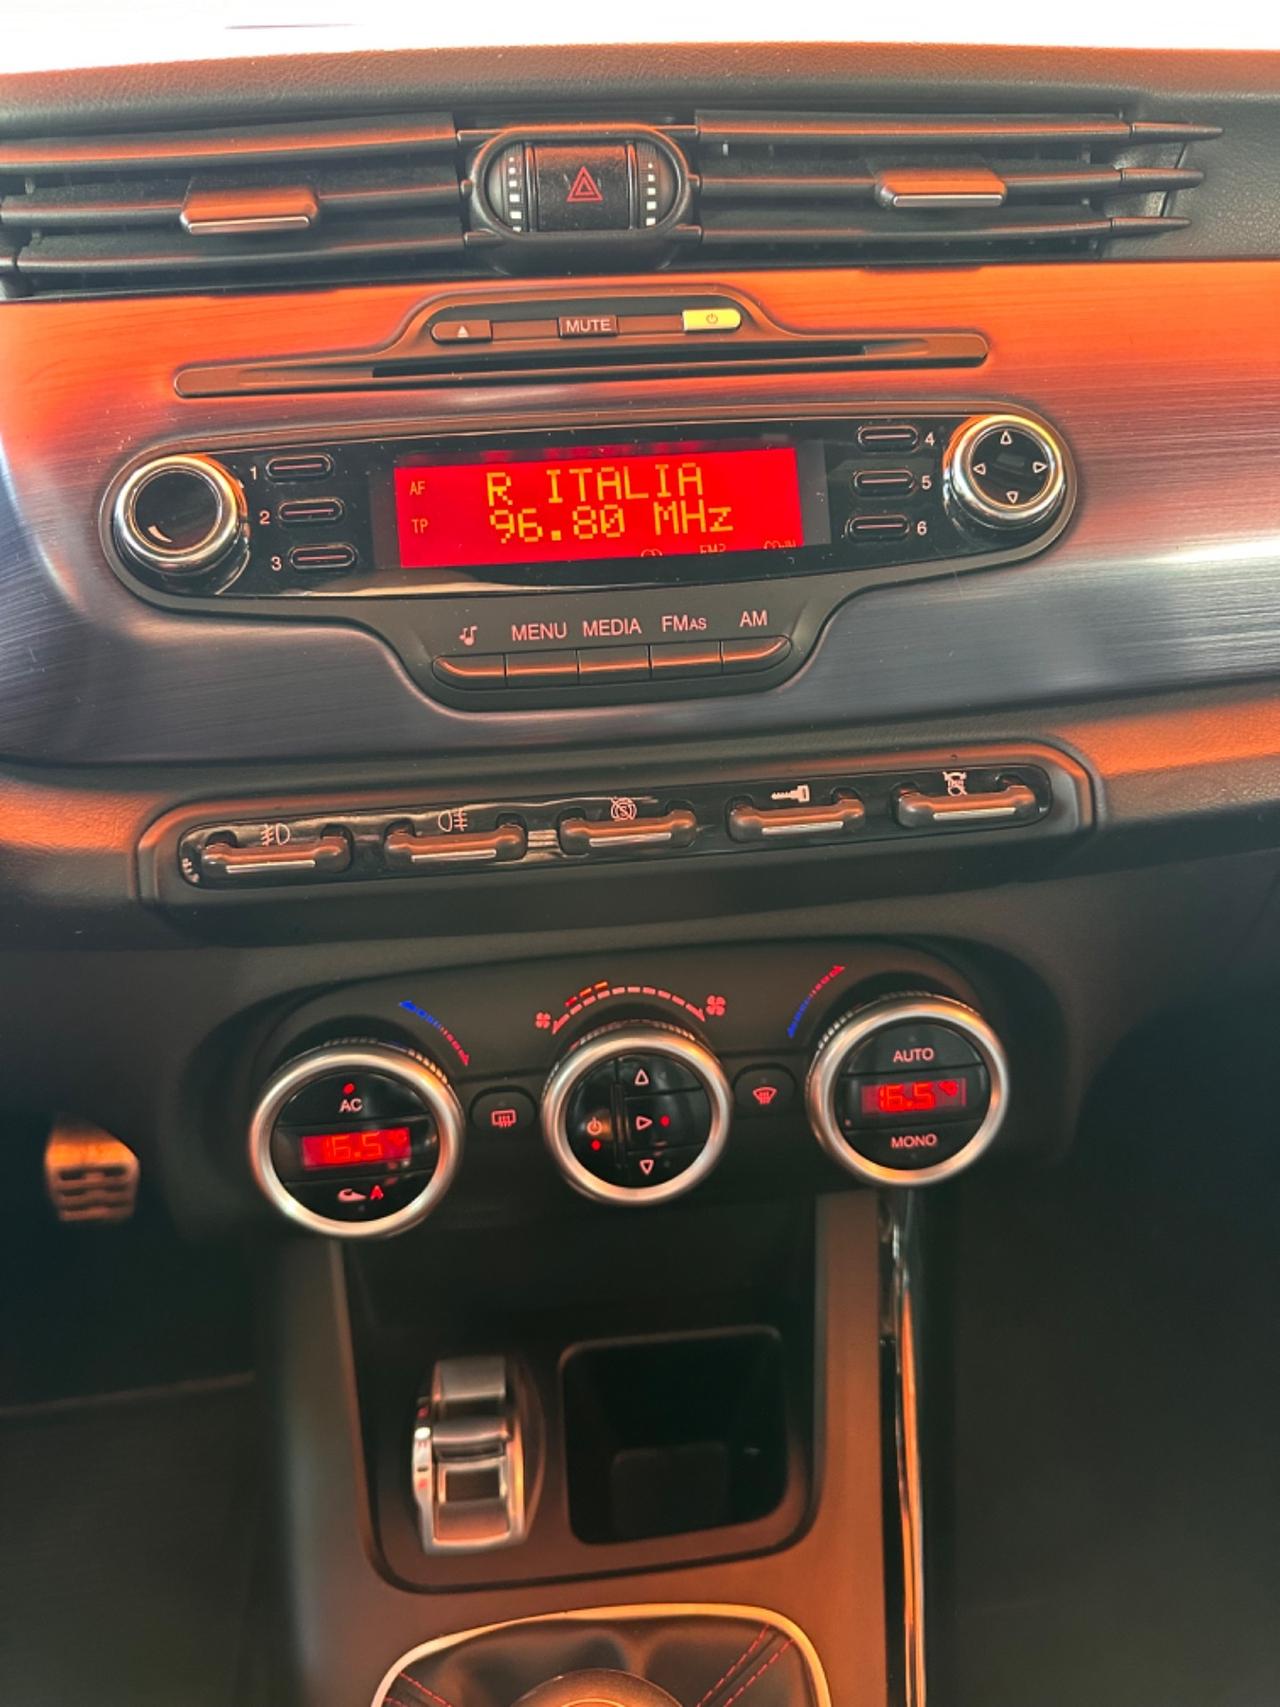 MUTE
1
2
3
4
5
6
AF
R ITALIA
TP
96.80 MHz
MENU MEDIA FMAS AM
AC
16.5
A
AUTO
16.5
MONO